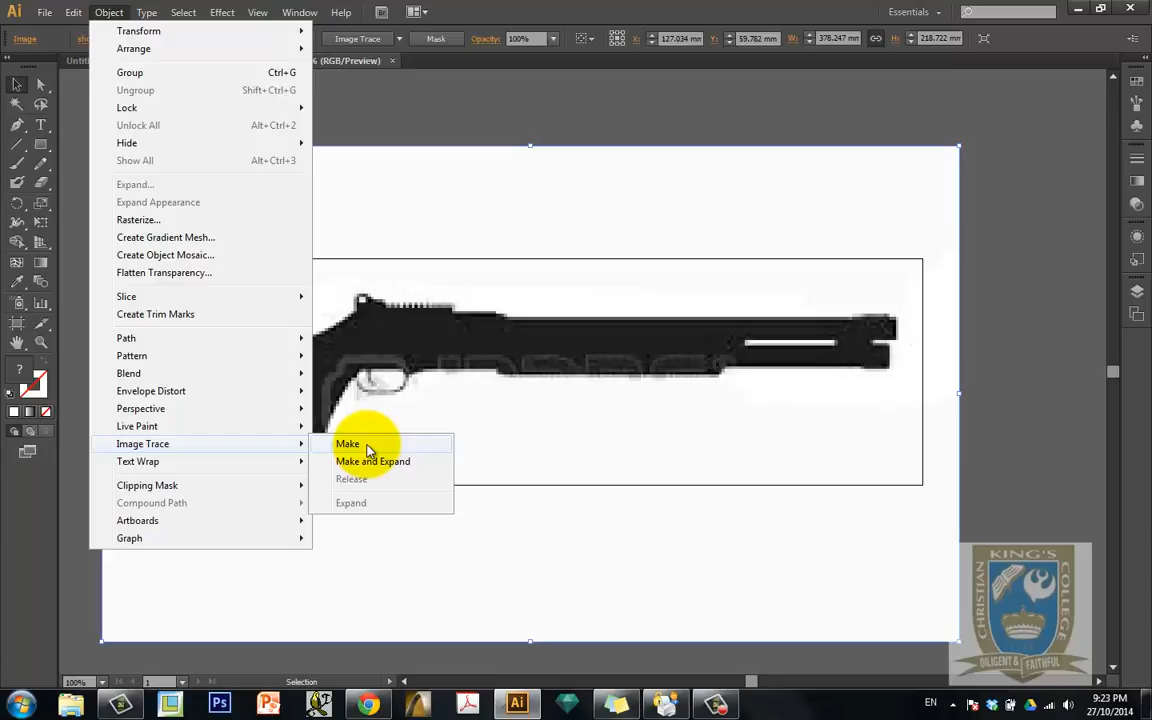 Ai File Edit Object Type Select Effect View Window Help Br Essentials
Image Image Trace Mask Opacity: 100% X: 127.034 mm Y: 59.782 mm W: 378.247 mm H: 218.722 mm
% (RGB/Preview) ×
Transform
Arrange
Group Ctrl+G
Ungroup Shift+Ctrl+G
Lock
Unlock All Alt+Ctrl+2
Hide
Show All Alt+Ctrl+3
Expand...
Expand Appearance
Rasterize...
Create Gradient Mesh...
Create Object Mosaic...
Flatten Transparency...
Slice
Create Trim Marks
Path
Pattern
Blend
Envelope Distort
Perspective
Live Paint
Image Trace
Text Wrap
Clipping Mask
Compound Path
Artboards
Graph
Make
Make and Expand
Release
Expand
KING'S
CHRISTIAN COLLEGE
DILIGENT & FAITHFUL
100% 1 Selection
Ps Ai EN 9:23 PM
27/10/2014